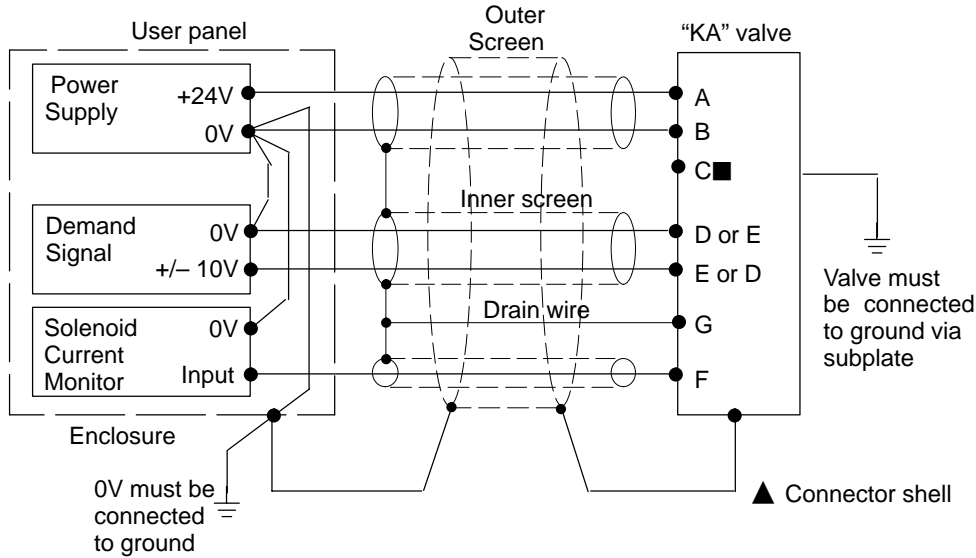 Outer
Screen
User panel
“KA” valve
Power
Supply
+24V
0V
A
B
C■
Inner screen
Demand
Signal
0V
+/– 10V
D or E
E or D
Drain wire
G
Solenoid
Current
Monitor
0V
Input
F
Valve must
be connected
to ground via
subplate
Enclosure
0V must be
connected
to ground
▲ Connector shell